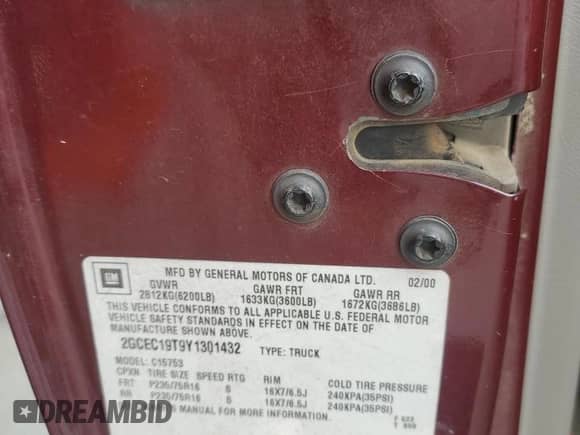 GM
MFD BY GENERAL MOTORS OF CANADA LTD. 02/00
GVWR GAWR FRT GAWR RR
2812KG(6200LB) 1633KG(3600LB) 1672KG(3686LB)
THIS VEHICLE CONFORMS TO ALL APPLICABLE U.S. FEDERAL MOTOR
VEHICLE SAFETY STANDARDS IN EFFECT ON THE DATE OF
MANUFACTURE SHOWN ABOVE.
2GCEC19T9Y1301432 TYPE: TRUCK
MODEL: C15753
CPXN TIRE SIZE SPEED RTG RIM COLD TIRE PRESSURE
FRT P235/75R16 S 16X7/6.5J 240KPA(35PSI)
RR P235/75R16 S 16X7/6.5J 240KPA(35PSI)
MANUAL FOR MORE INFORMATION.
DREAMBID